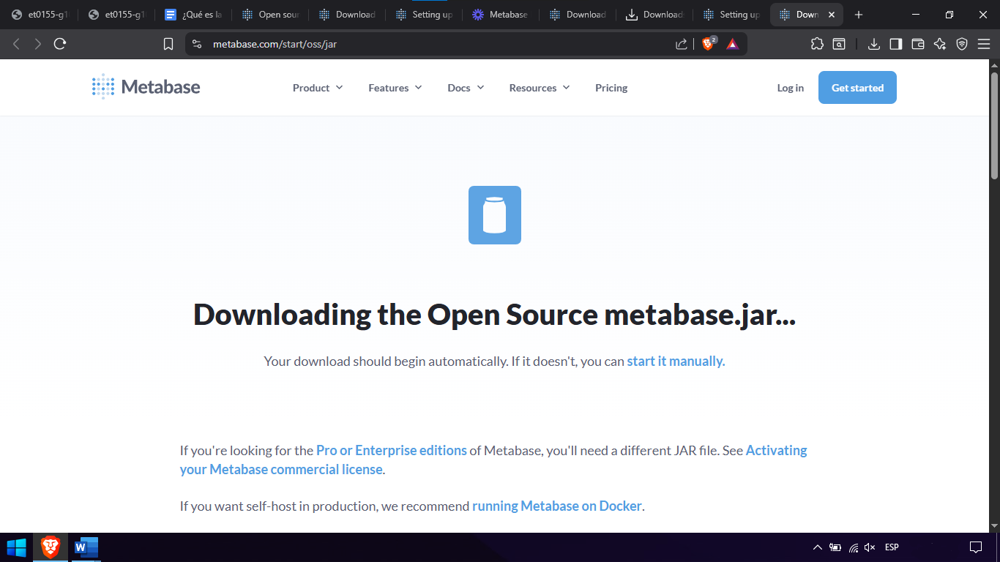 et0155-g1
et0155-g1
¿Qué es la
Open sour
Download
Setting up
Metabase
Download
Download
Setting up
Down
metabase.com/start/oss/jar
2
Metabase
Product
Features
Docs
Resources
Pricing
Log in
Get started
Downloading the Open Source metabase.jar...
Your download should begin automatically. If it doesn't, you can start it manually.
If you're looking for the Pro or Enterprise editions of Metabase, you'll need a different JAR file. See Activating
your Metabase commercial license.
If you want self-host in production, we recommend running Metabase on Docker.
W
ESP